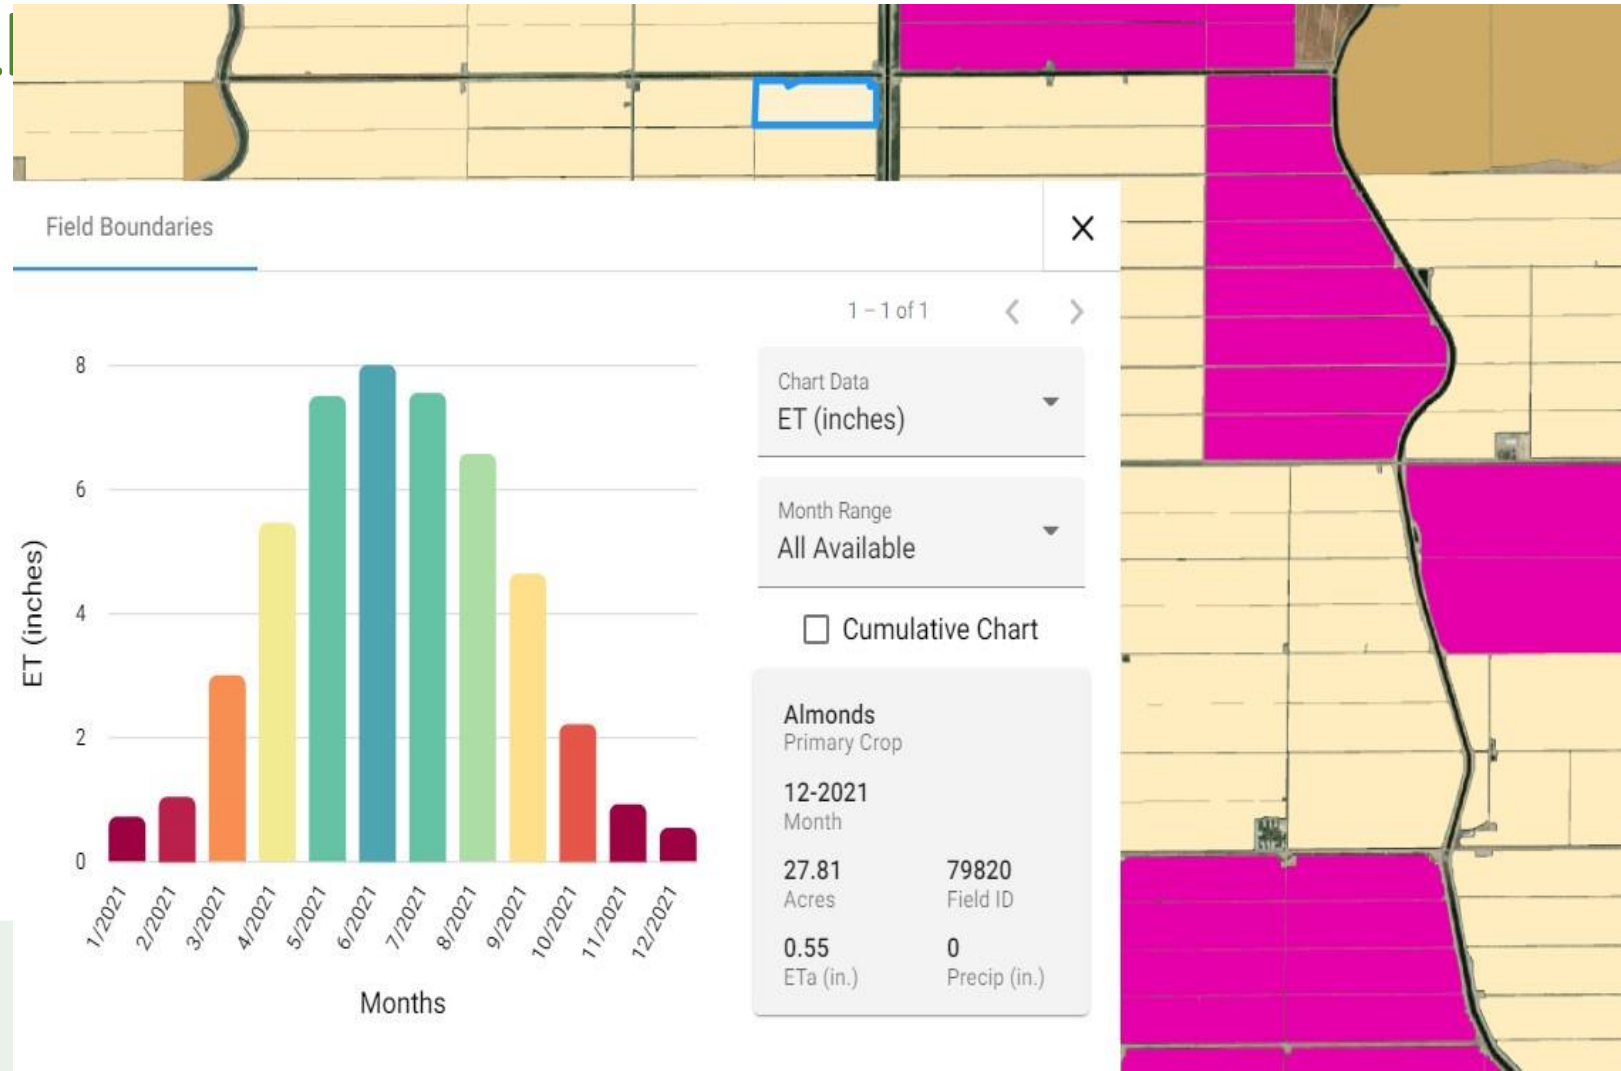 Field Boundaries
1 – 1 of 1
8
6
4
2
0
ET (inches)
1/2021
2/2021
3/2021
4/2021
5/2021
6/2021
7/2021
8/2021
9/2021
10/2021
11/2021
12/2021
Months
Chart Data
ET (inches)
Month Range
All Available
Cumulative Chart
Almonds
Primary Crop
12-2021
Month
27.81 79820
Acres Field ID
0.55 0
ETa (in.) Precip (in.)